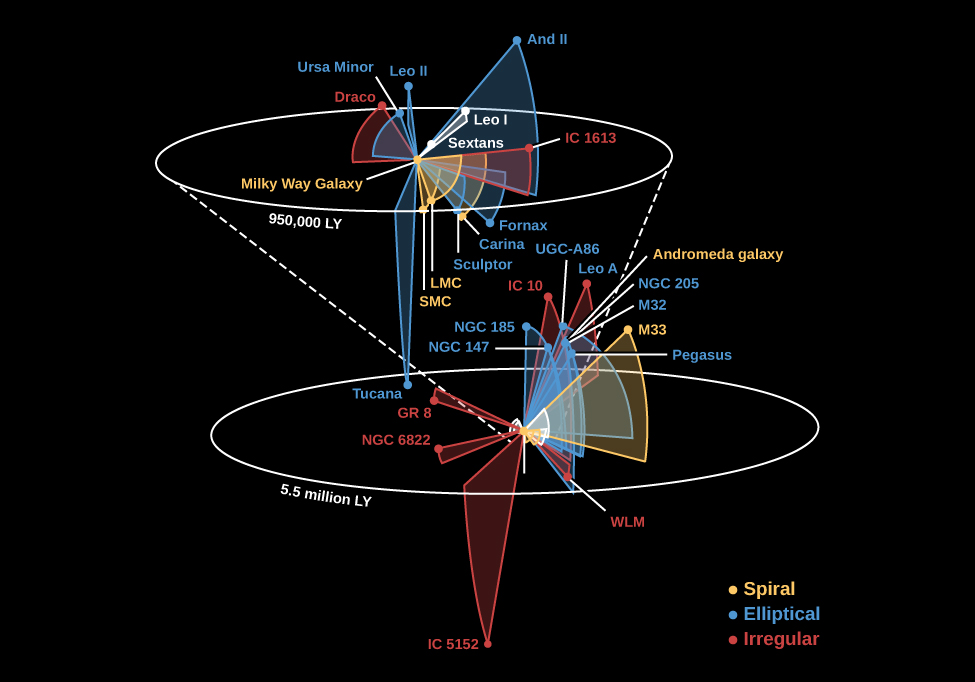 And II
Ursa Minor
Leo II
Draco
Leo I
Sextans
IC 1613
Milky Way Galaxy
950,000 LY
Fornax
Carina
UGC-A86
Sculptor
Andromeda galaxy
Leo A
LMC
IC 10
NGC 205
SMC
M32
NGC 185
M33
NGC 147
Pegasus
Tucana
GR 8
NGC 6822
5.5 million LY
WLM
Spiral
Elliptical
Irregular
IC 5152